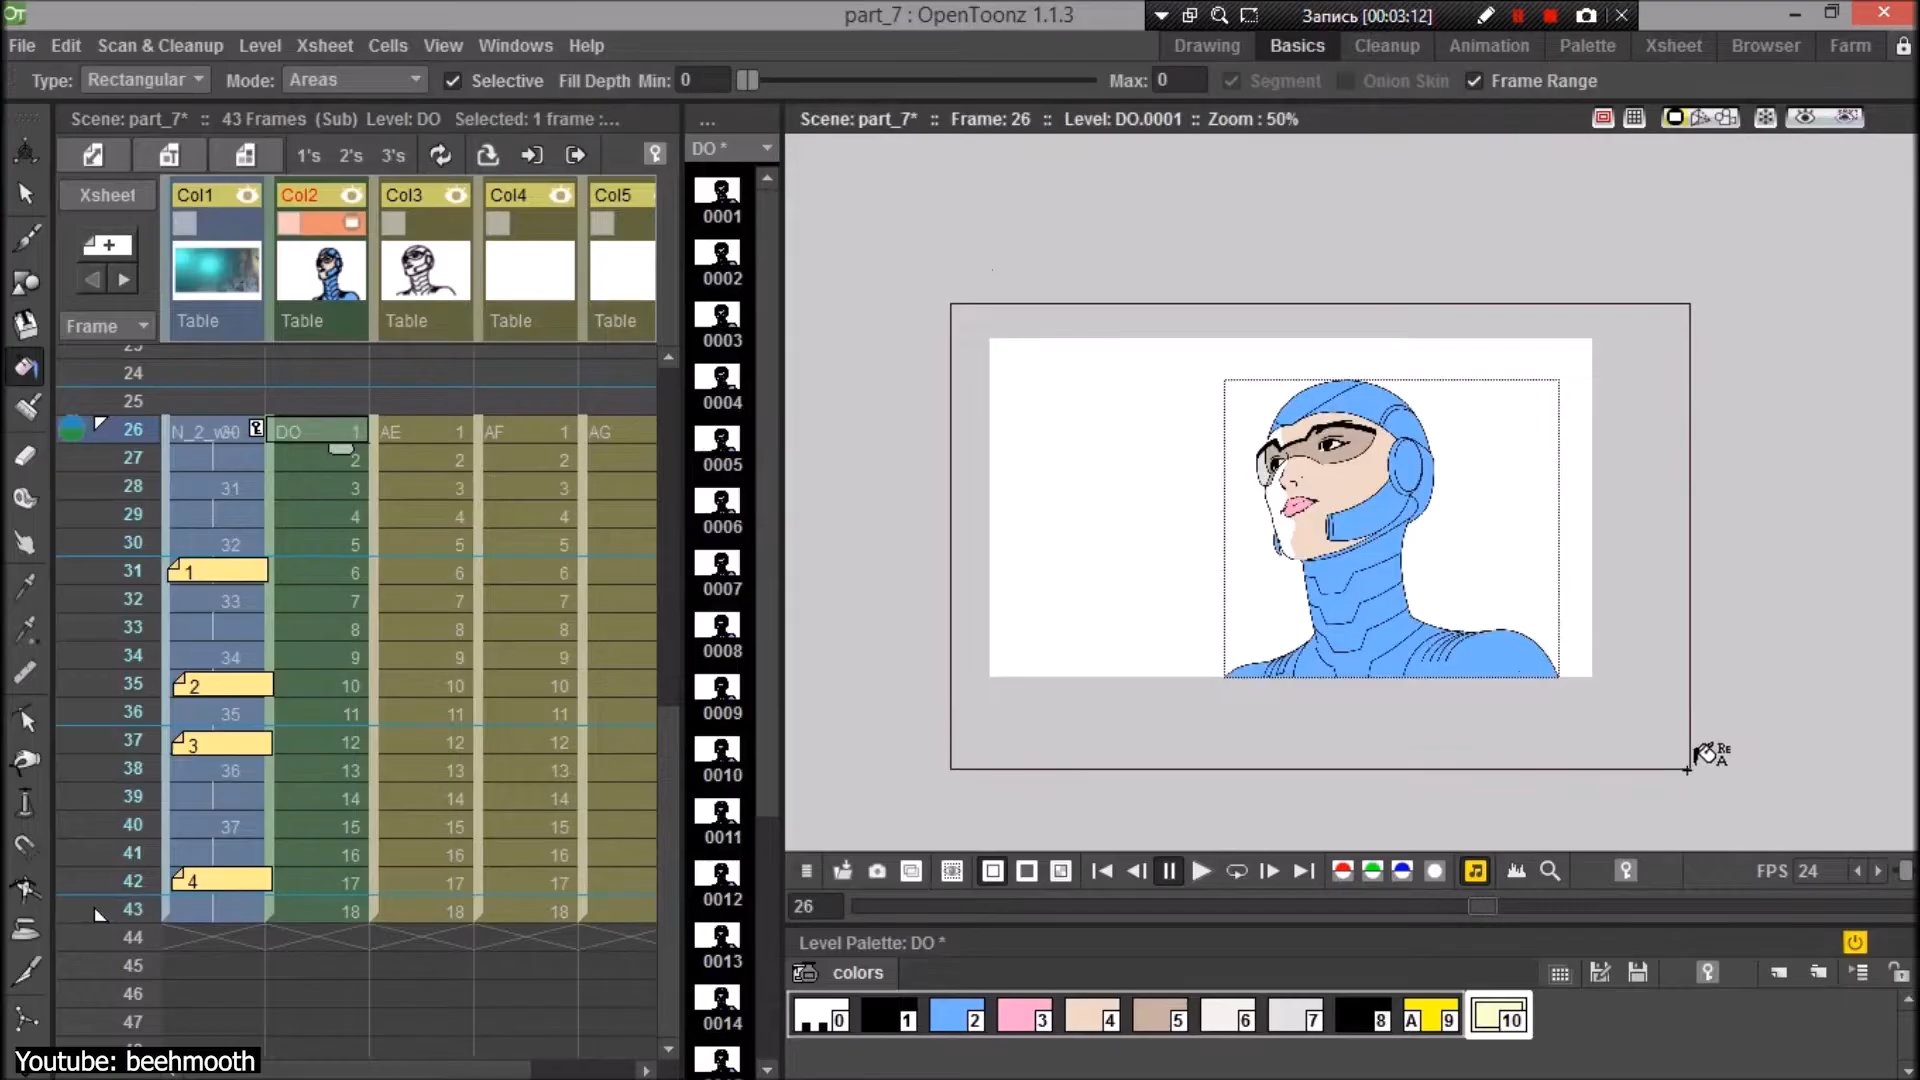 part_7 : OpenToonz 1.1.3
Запись [00:03:12]
File Edit Scan & Cleanup Level Xsheet Cells View Windows Help
Drawing Basics Cleanup Animation Palette Xsheet Browser Farm
Type: Rectangular Mode: Areas Selective Fill Depth Min: 0 Max: 0 Segment Onion Skin Frame Range
Scene: part_7* :: 43 Frames (Sub) Level: DO Selected: 1 frame :...
...
Scene: part_7* :: Frame: 26 :: Level: DO.0001 :: Zoom : 50%
1's 2's 3's
DO *
Xsheet Col1 Col2 Col3 Col4 Col5
Table Table Table Table Table
Frame
24
25
26 DO 1 AE 1 AF 1 AG
27 2 2 2
28 31 3 3 3
29 4 4 4
30 32 5 5 5
31 1 6 6 6
32 33 7 7 7
33 8 8 8
34 34 9 9 9
35 2 10 10 10
36 35 11 11 11
37 3 12 12 12
38 36 13 13 13
39 14 14 14
40 37 15 15 15
41 16 16 16
42 4 17 17 17
43 18 18 18
44
45
46
47
0001
0002
0003
0004
0005
0006
0007
0008
0009
0010
0011
0012
0013
0014
RE
A
FPS 24
26
Level Palette: DO *
colors
0 1 2 3 4 5 6 7 8 A 9 10
Youtube: beehmooth